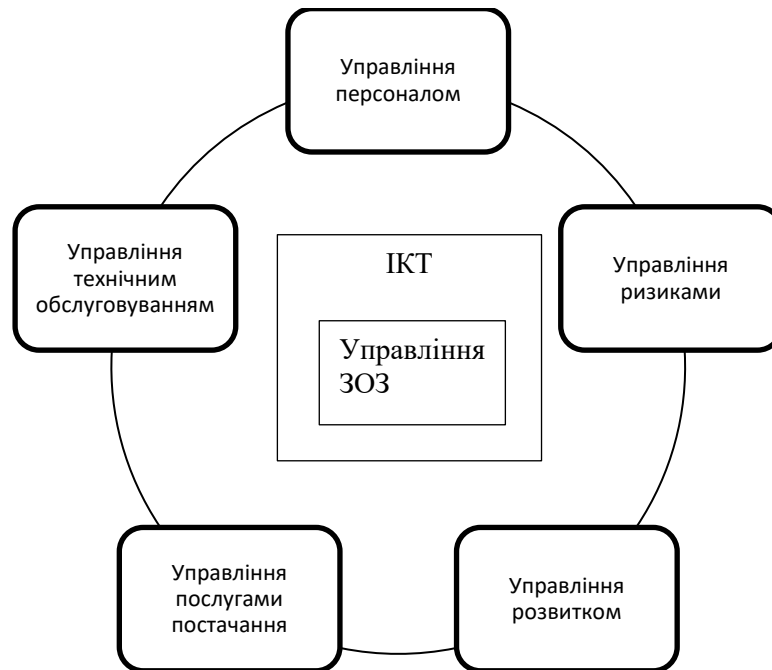 Управління
персоналом
Управління
технічним
обслуговуванням
ІКТ
Управління
ЗОЗ
Управління
ризиками
Управління
послугами
постачання
Управління
розвитком